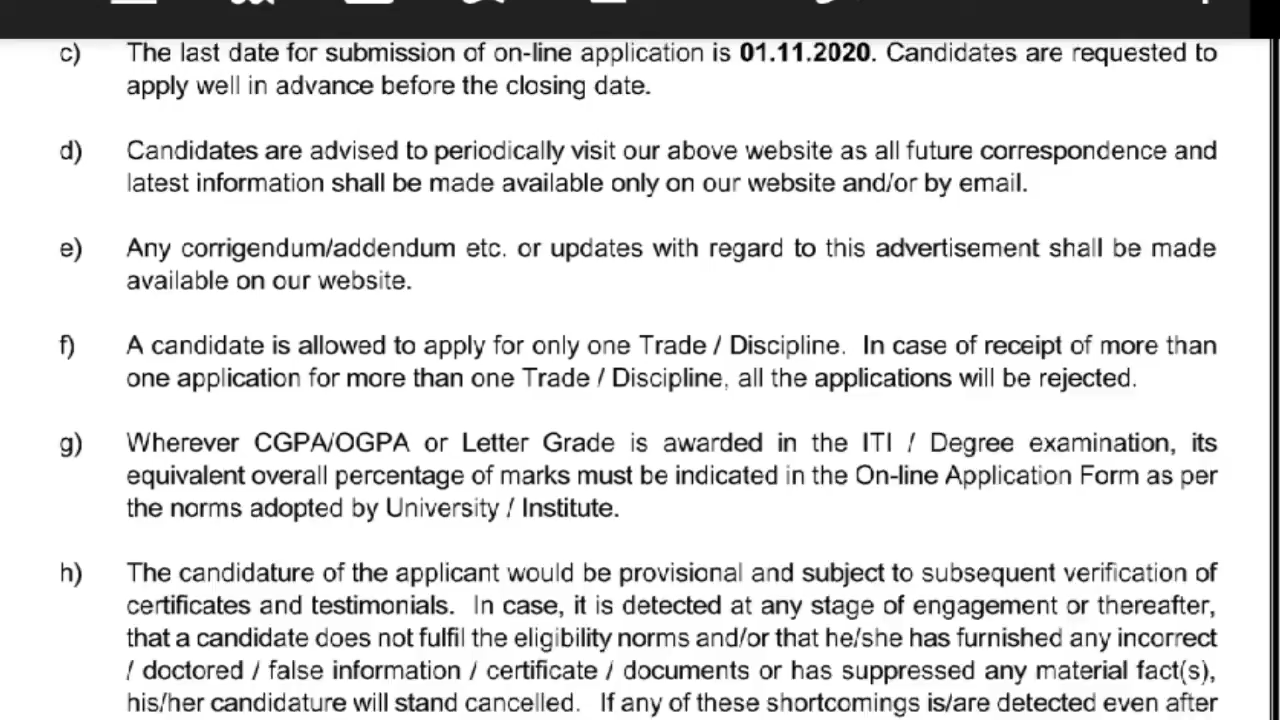 c) The last date for submission of on-line application is 01.11.2020. Candidates are requested to
apply well in advance before the closing date.
d) Candidates are advised to periodically visit our above website as all future correspondence and
latest information shall be made available only on our website and/or by email.
e) Any corrigendum/addendum etc. or updates with regard to this advertisement shall be made
available on our website.
f) A candidate is allowed to apply for only one Trade / Discipline. In case of receipt of more than
one application for more than one Trade / Discipline, all the applications will be rejected.
g) Wherever CGPA/OGPA or Letter Grade is awarded in the ITI / Degree examination, its
equivalent overall percentage of marks must be indicated in the On-line Application Form as per
the norms adopted by University / Institute.
h) The candidature of the applicant would be provisional and subject to subsequent verification of
certificates and testimonials. In case, it is detected at any stage of engagement or thereafter,
that a candidate does not fulfil the eligibility norms and/or that he/she has furnished any incorrect
/ doctored / false information / certificate / documents or has suppressed any material fact(s),
his/her candidature will stand cancelled. If any of these shortcomings is/are detected even after